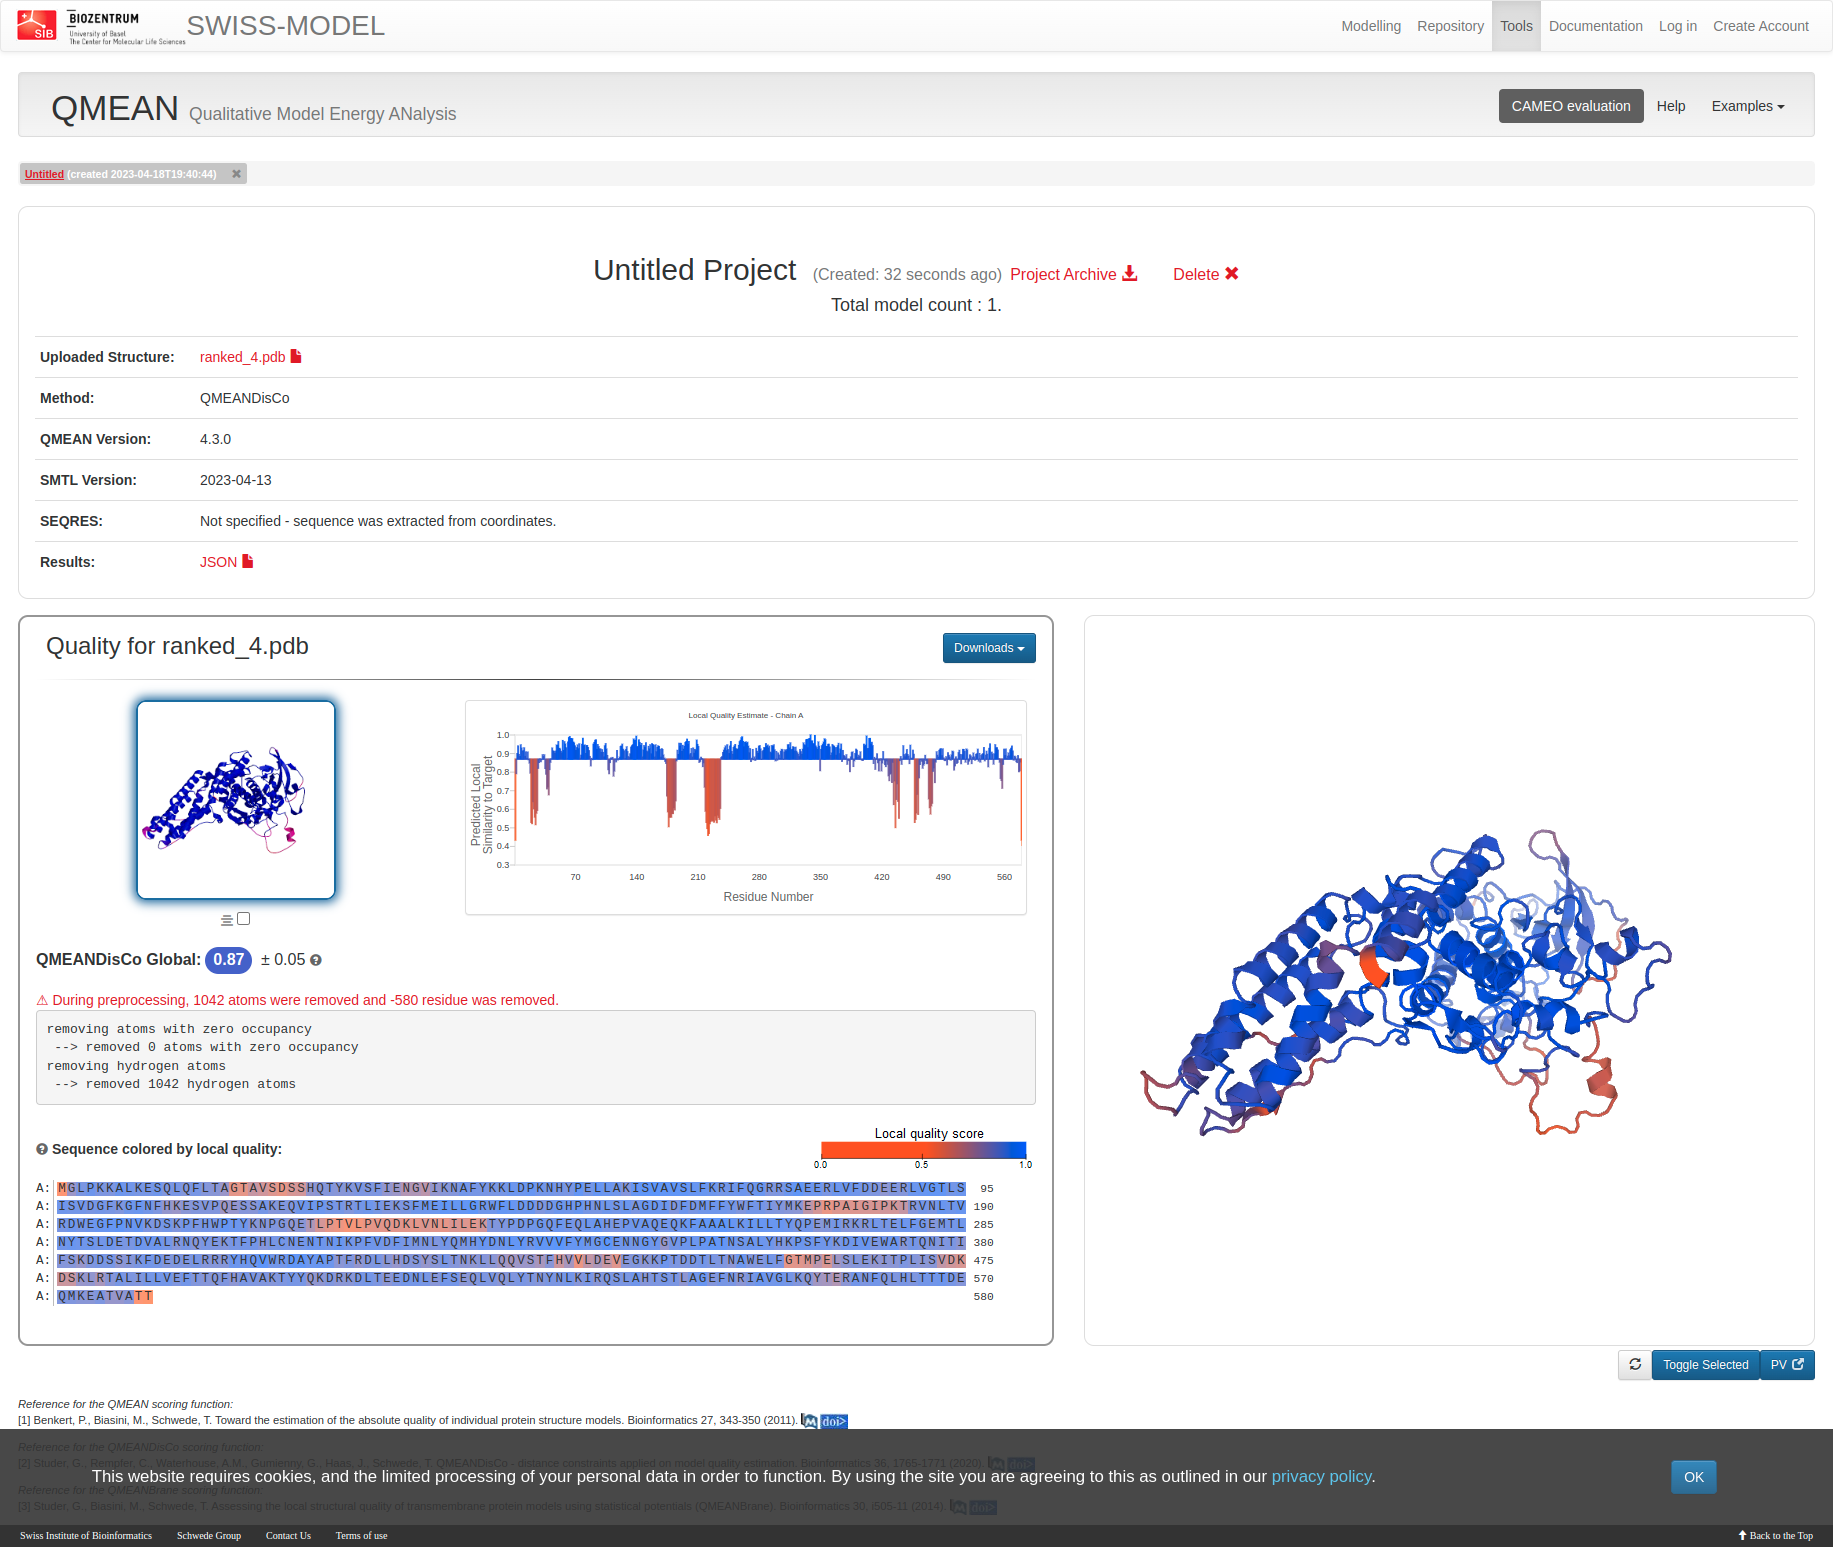 SIB
BIOZENTRUM
University of Basel
The Center for Molecular Life Sciences
SWISS-MODEL
Modelling Repository Tools Documentation Log in Create Account
QMEAN Qualitative Model Energy ANalysis
CAMEO evaluation Help Examples
Untitled (created 2023-04-18T19:40:44)
Untitled Project (Created: 32 seconds ago) Project Archive Delete
Total model count : 1.
Uploaded Structure: ranked_4.pdb
Method: QMEANDisCo
QMEAN Version: 4.3.0
SMTL Version: 2023-04-13
SEQRES: Not specified - sequence was extracted from coordinates.
Results: JSON
Quality for ranked_4.pdb
Downloads
Local Quality Estimate - Chain A
Predicted Local
Similarity to Target
1.0
0.9
0.8
0.7
0.6
0.5
0.4
0.3
70 140 210 280 350 420 490 560
Residue Number
QMEANDisCo Global: 0.87 ± 0.05
⚠ During preprocessing, 1042 atoms were removed and -580 residue was removed.
removing atoms with zero occupancy
--> removed 0 atoms with zero occupancy
removing hydrogen atoms
--> removed 1042 hydrogen atoms
Sequence colored by local quality:
Local quality score
0.0 0.5 1.0
A: MGLPKKALKESQLQFLTAGTAVSDSSHQTYKVSFIENGVIKNAFYKKLDPKNHYPELLAKISVAVSLFKRIFQGRRSAEERLVFDDEERLVGTLS 95
A: ISVDGFKGFNFHKESVPQESSAKEQVIPSTRTLIEKSFMEILLGRWFLDDDDGHPHNLSLAGDIDFDMFFYWFTIYMKEPRPAIGIPKTRVNLTV 190
A: RDWEGFPNVKDSKPFHWPTYKNPGQETLPTVLPVQDKLVNLILEKTYPDPGQFEQLAHEPVAQEQKFAAALKILLTYQPEMIRKRLTELFGEMTL 285
A: NYTSLDETDVALRNQYEKTFPHLCNENTNIKPFVDFIMNLYQMHYDNLYRVVVFYMGCENNGYGVPLPATNSALYHKPSFYKDIVEWARTQNITI 380
A: FSKDDSSIKFDEDELRRRYHQVWRDAYAPTFRDLLHDSYSLTNKLLQQVSTFHVVLDEVEGKKPTDDTLTNAWELFGTMPELSLEKITPLISVDK 475
A: DSKLRTALILLVEFTTQFHAVAKTYYQKDRKDLTEEDNLEFSEQLVQLYTNYNLKIRQSLAHTSTLAGEFNRIAVGLKQYTERANFQLHLTTTDE 570
A: QMKEATVATT 580
Toggle Selected PV
Reference for the QMEAN scoring function:
[1] Benkert, P., Biasini, M., Schwede, T. Toward the estimation of the absolute quality of individual protein structure models. Bioinformatics 27, 343-350 (2011). M doi>
Reference for the QMEANDisCo scoring function:
[2] Studer, G., Rempfer, C., Waterhouse, A.M., Gumienny, G., Haas, J., Schwede, T. QMEANDisCo - distance constraints applied on model quality estimation. Bioinformatics 36, 1765-1771 (2020). M doi>
This website requires cookies, and the limited processing of your personal data in order to function. By using the site you are agreeing to this as outlined in our privacy policy.
OK
Reference for the QMEANBrane scoring function:
[3] Studer, G., Biasini, M., Schwede, T. Assessing the local structural quality of transmembrane protein models using statistical potentials (QMEANBrane). Bioinformatics 30, i505-11 (2014). M doi>
Swiss Institute of Bioinformatics Schwede Group Contact Us Terms of use
Back to the Top